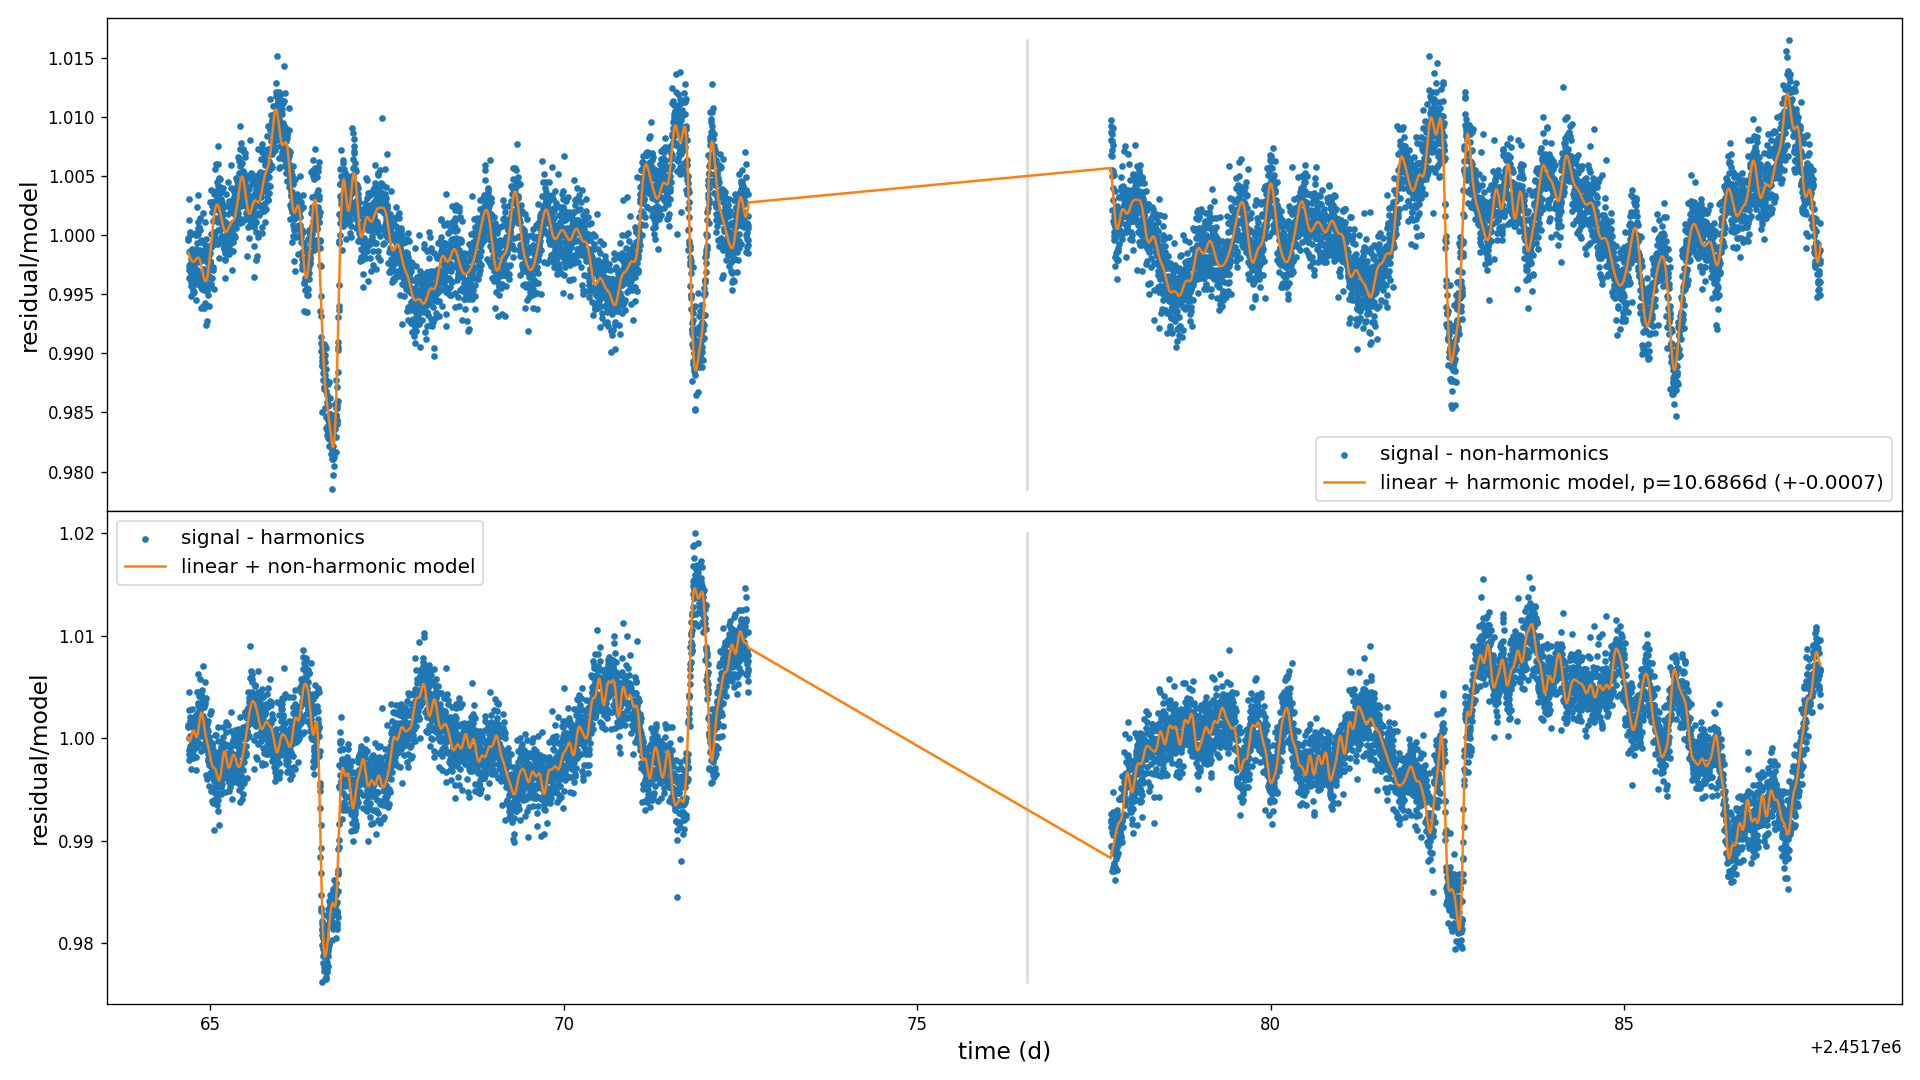 residual/model
1.015
1.010
1.005
1.000
0.995
0.990
0.985
0.980
signal - non-harmonics
linear + harmonic model, p=10.6866d (+-0.0007)
residual/model
1.02
1.01
1.00
0.99
0.98
signal - harmonics
linear + non-harmonic model
65 70 75 80 85
time (d)
+2.4517e6